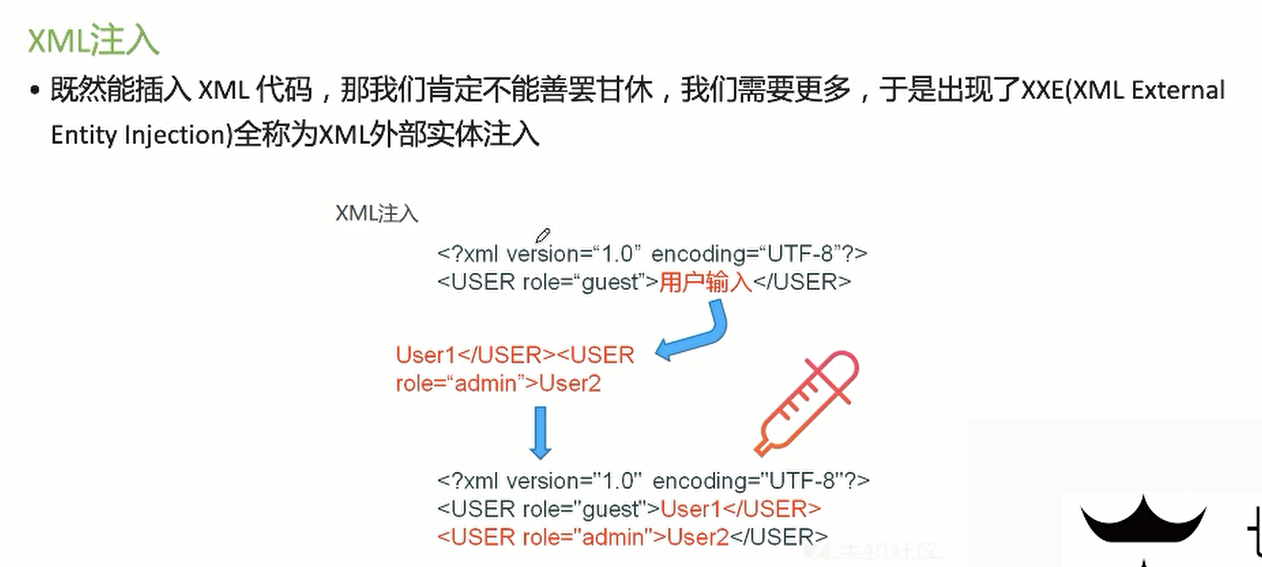 XML注入
• 既然能插入 XML 代码，那我们肯定不能善罢甘休，我们需要更多，于是出现了XXE(XML External
Entity Injection)全称为XML外部实体注入
XML注入
<?xml version=“1.0” encoding=“UTF-8”?>
<USER role=“guest”>用户输入</USER>
User1</USER><USER
role=“admin”>User2
<?xml version="1.0" encoding="UTF-8"?>
<USER role="guest">User1</USER>
<USER role="admin">User2</USER>